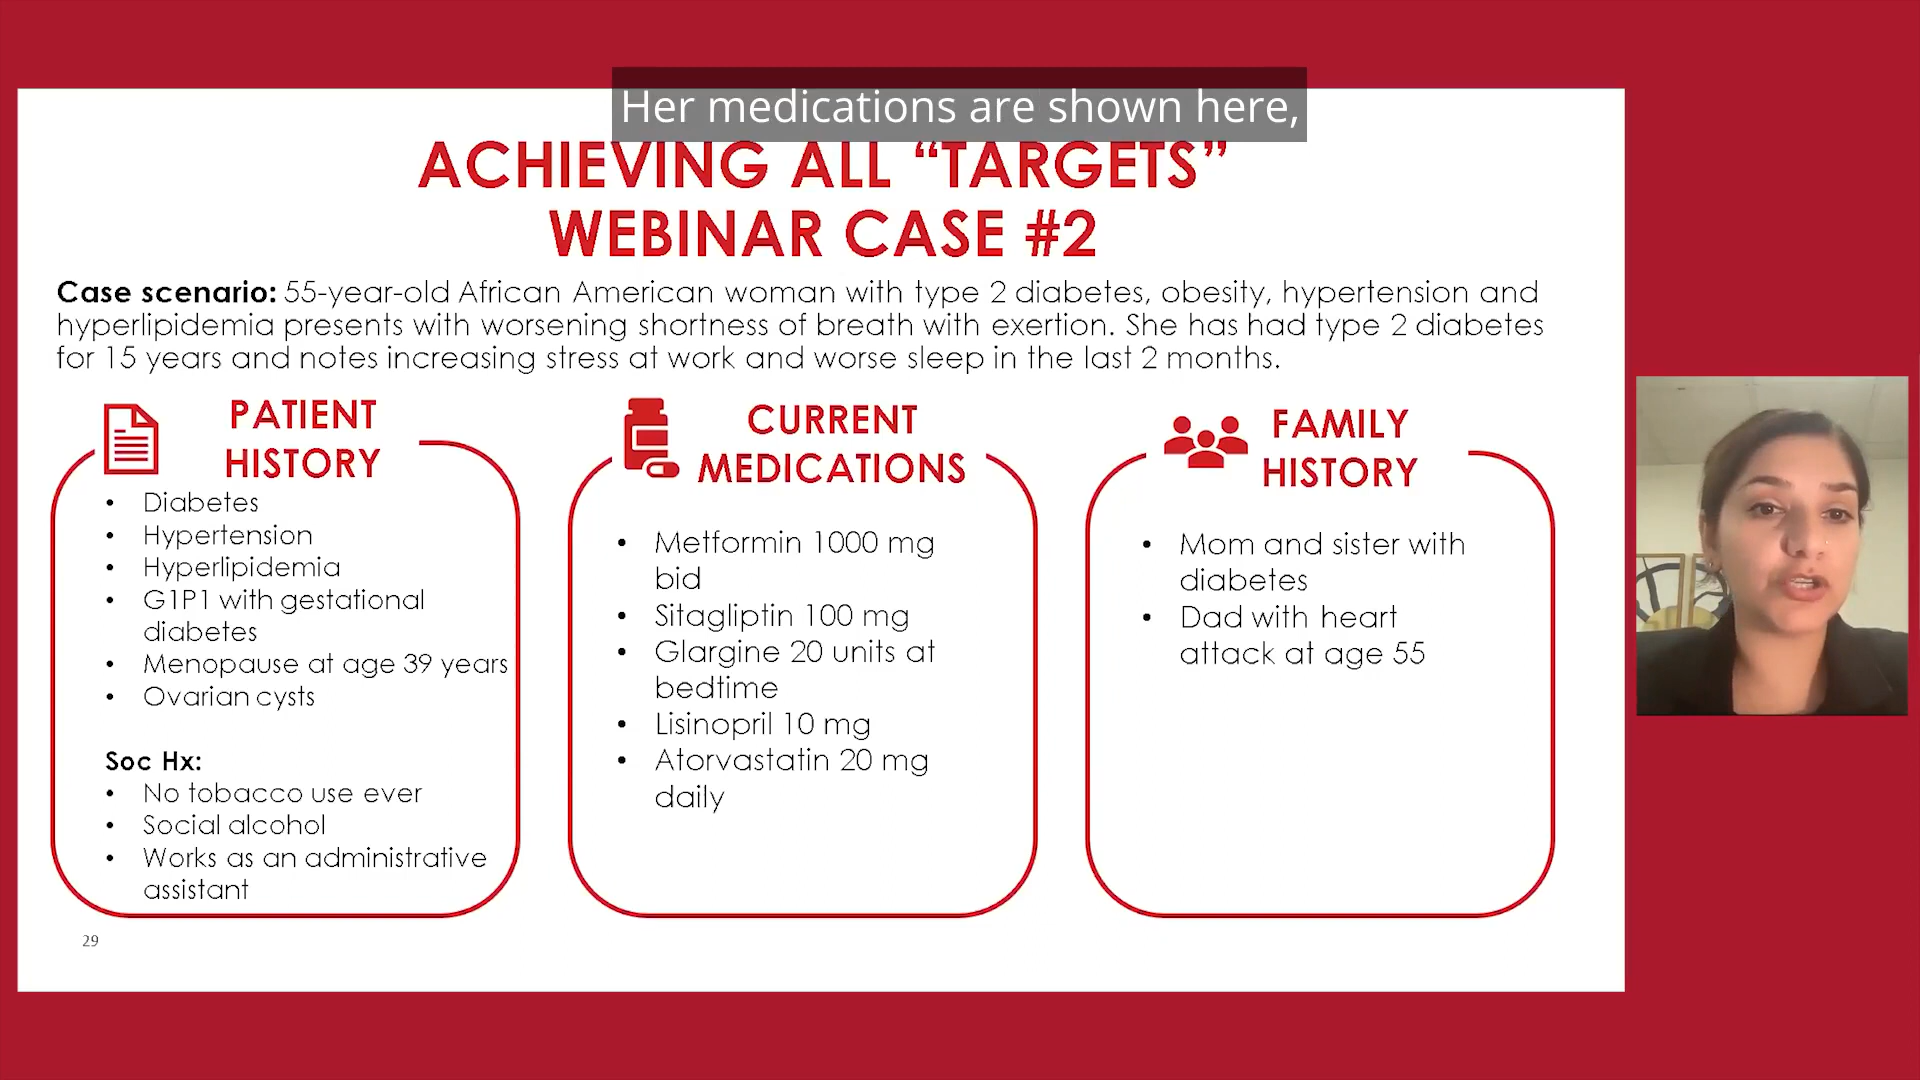 Her medications are shown here,
ACHIEVING ALL “TARGETS”
WEBINAR CASE #2
Case scenario: 55-year-old African American woman with type 2 diabetes, obesity, hypertension and
hyperlipidemia presents with worsening shortness of breath with exertion. She has had type 2 diabetes
for 15 years and notes increasing stress at work and worse sleep in the last 2 months.
PATIENT
HISTORY
• Diabetes
• Hypertension
• Hyperlipidemia
• G1P1 with gestational
diabetes
• Menopause at age 39 years
• Ovarian cysts
Soc Hx:
• No tobacco use ever
• Social alcohol
• Works as an administrative
assistant
CURRENT
MEDICATIONS
• Metformin 1000 mg
bid
• Sitagliptin 100 mg
• Glargine 20 units at
bedtime
• Lisinopril 10 mg
• Atorvastatin 20 mg
daily
FAMILY
HISTORY
• Mom and sister with
diabetes
• Dad with heart
attack at age 55
29